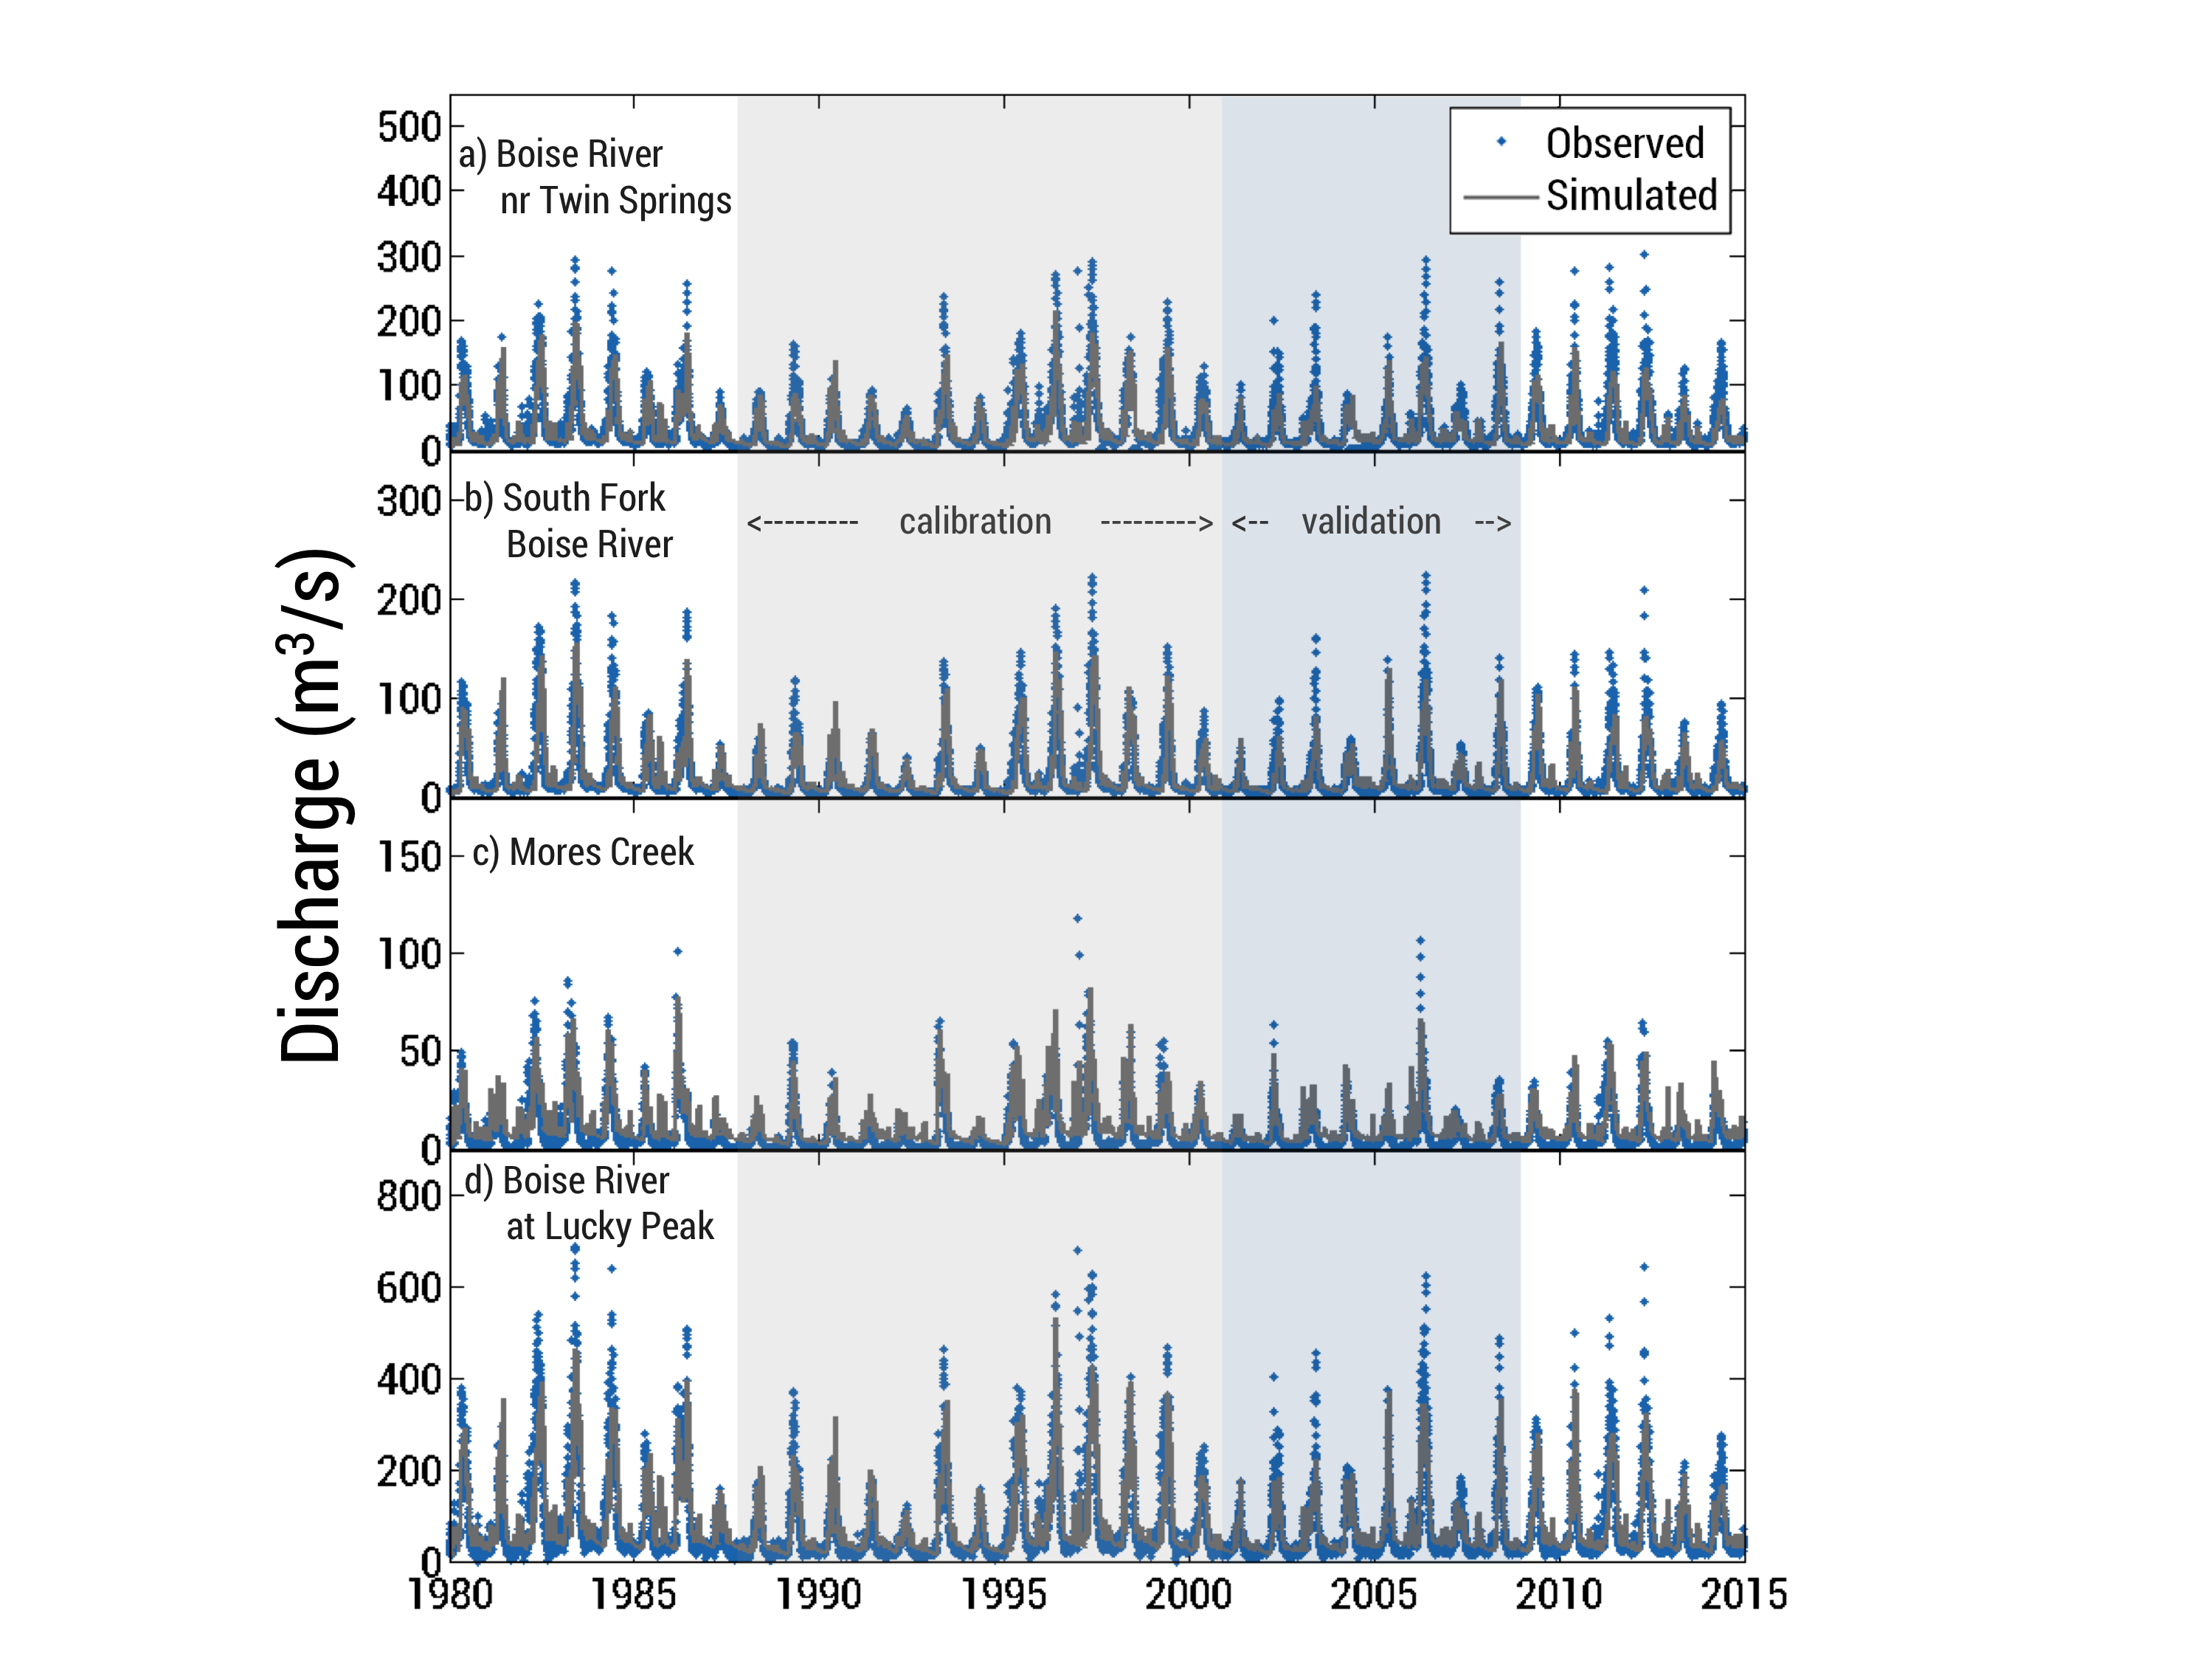 Discharge (m³/s)
500
400
300
200
100
0
a) Boise River
nr Twin Springs
Observed
Simulated
300
200
100
0
b) South Fork
Boise River
<---------- calibration ---------> <-- validation -->
150
100
50
0
c) Mores Creek
800
600
400
200
0
d) Boise River
at Lucky Peak
1980 1985 1990 1995 2000 2005 2010 2015